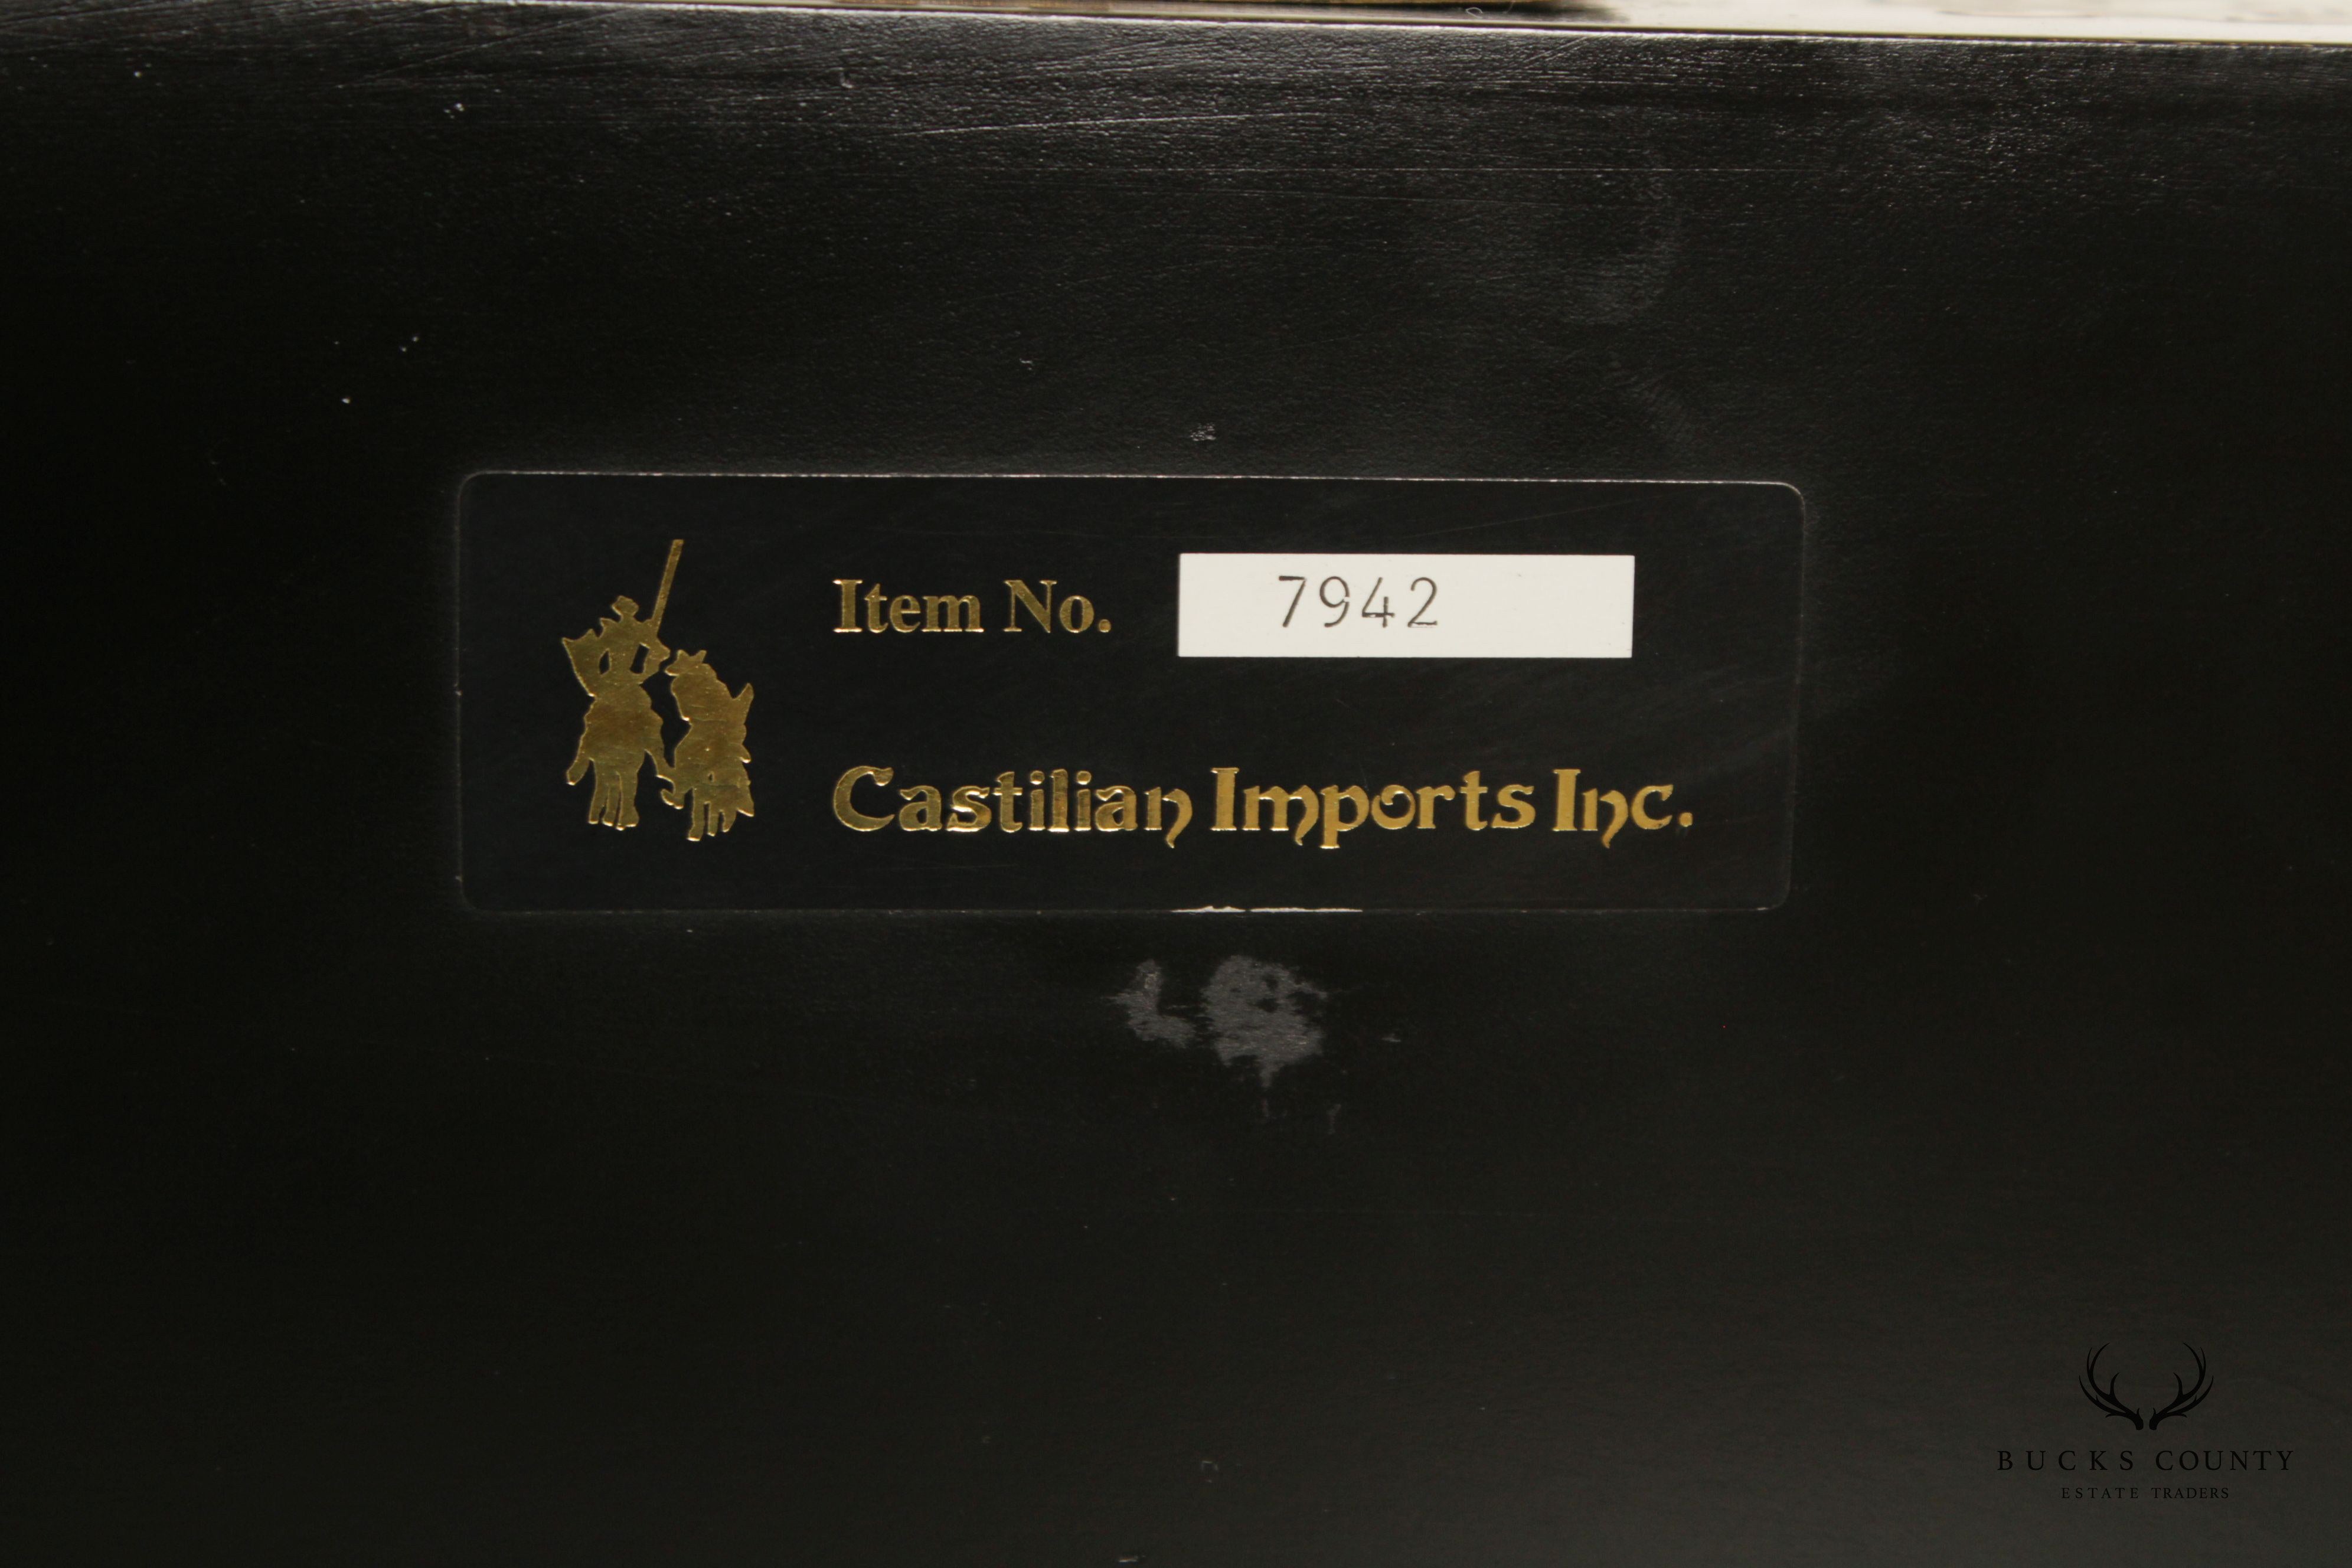 Item No. 7942
Castilian Imports Inc.
BUCKS COUNTY
ESTATE TRADERS